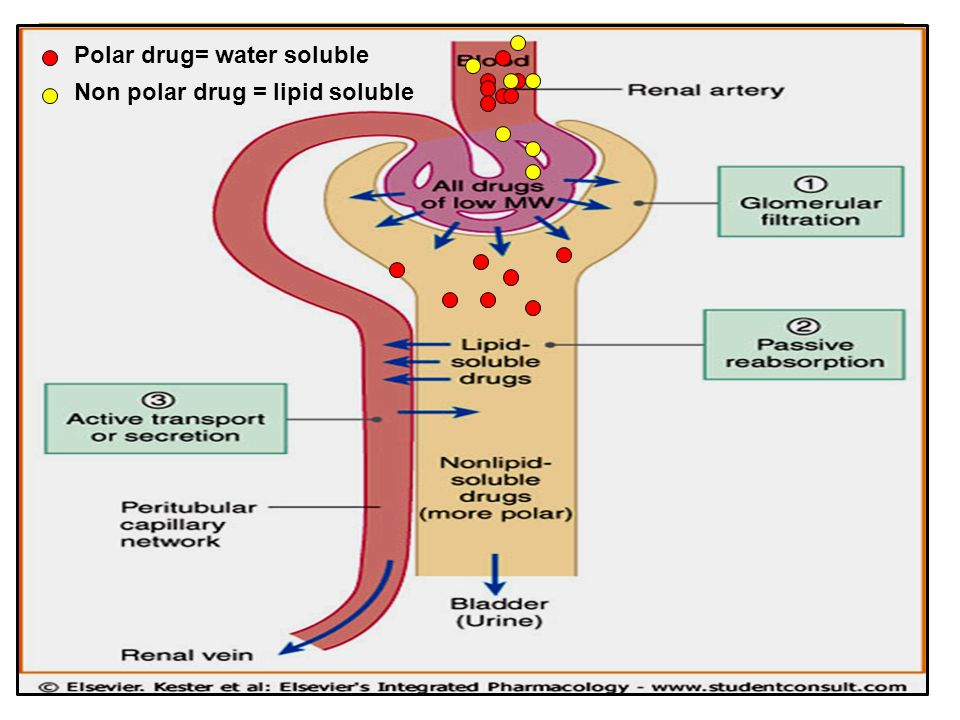 Polar drug= water soluble
Non polar drug = lipid soluble
Blood
Renal artery
All drugs
of low MW
①
Glomerular
filtration
②
Passive
reabsorption
Lipid-
soluble
drugs
③
Active transport
or secretion
Nonlipid-
soluble
drugs
(more polar)
Peritubular
capillary
network
Bladder
(Urine)
Renal vein
© Elsevier. Kester et al: Elsevier's Integrated Pharmacology - www.studentconsult.com